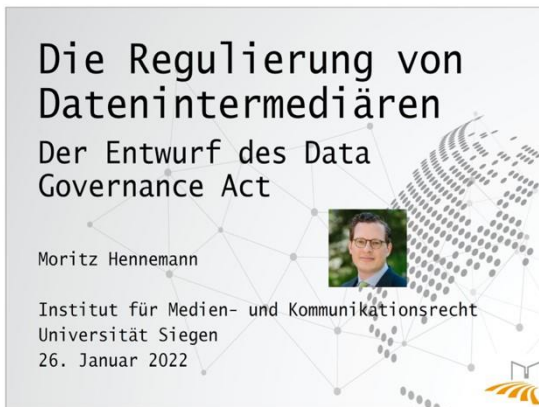 Die Regulierung von
Datenintermediären
Der Entwurf des Data
Governance Act
Moritz Hennemann
Institut für Medien- und Kommunikationsrecht
Universität Siegen
26. Januar 2022